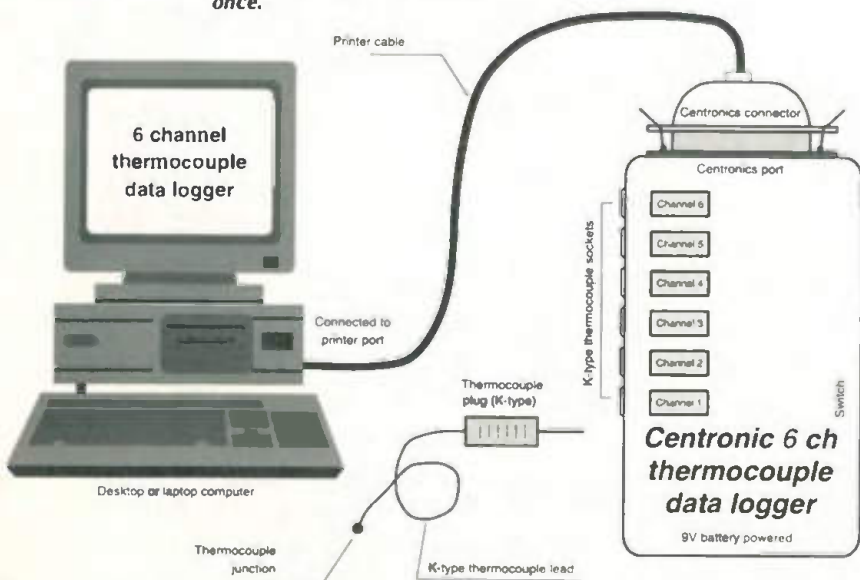 once.
Printer cable
6 channel
thermocouple
data logger
Centronics connector
Centronics port
Channel 6
Channel 5
Channel 4
Channel 3
Channel 2
Channel 1
K-type thermocouple sockets
Switch
Connected to
printer port
Thermocouple
plug (K-type)
Centronic 6 ch
thermocouple
data logger
9V battery powered
Desktop or laptop computer
Thermocouple
junction
K-type thermocouple lead